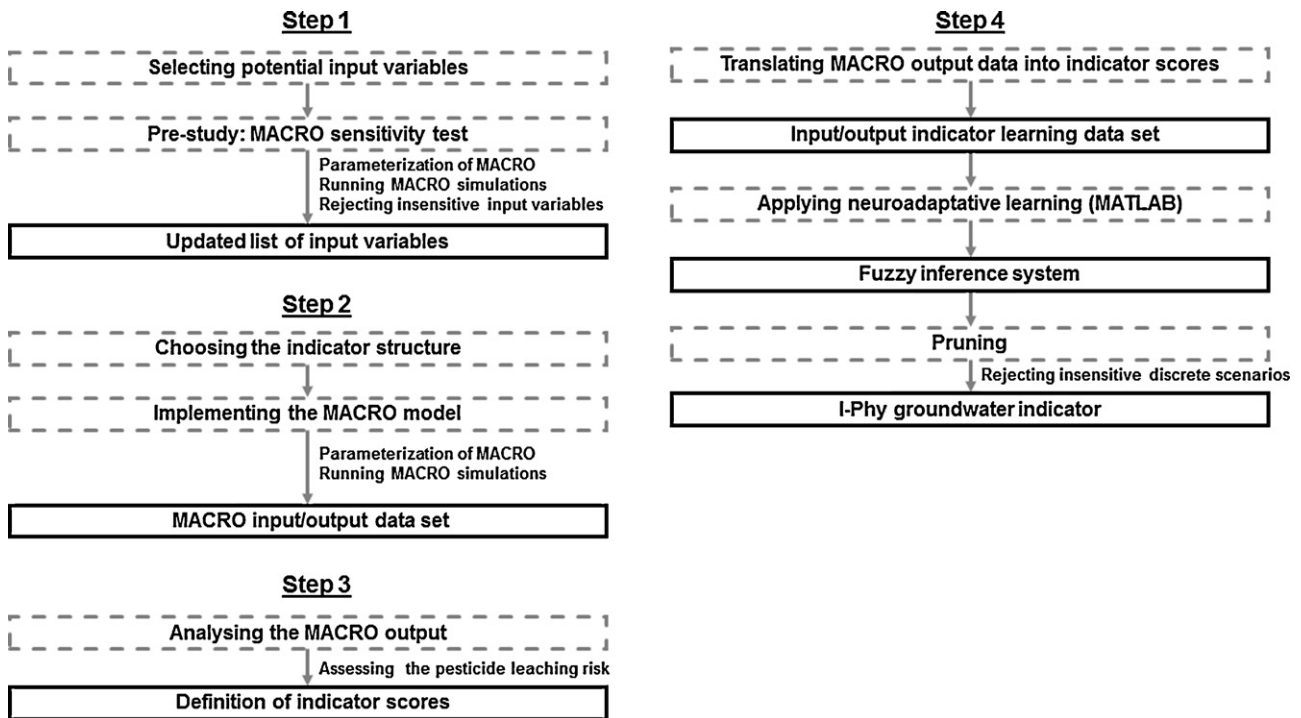 Step 1
Selecting potential input variables
Pre-study: MACRO sensitivity test
Parameterization of MACRO
Running MACRO simulations
Rejecting insensitive input variables
Updated list of input variables
Step 2
Choosing the indicator structure
Implementing the MACRO model
Parameterization of MACRO
Running MACRO simulations
MACRO input/output data set
Step 3
Analysing the MACRO output
Assessing the pesticide leaching risk
Definition of indicator scores
Step 4
Translating MACRO output data into indicator scores
Input/output indicator learning data set
Applying neuroadaptative learning (MATLAB)
Fuzzy inference system
Pruning
Rejecting insensitive discrete scenarios
I-Phy groundwater indicator